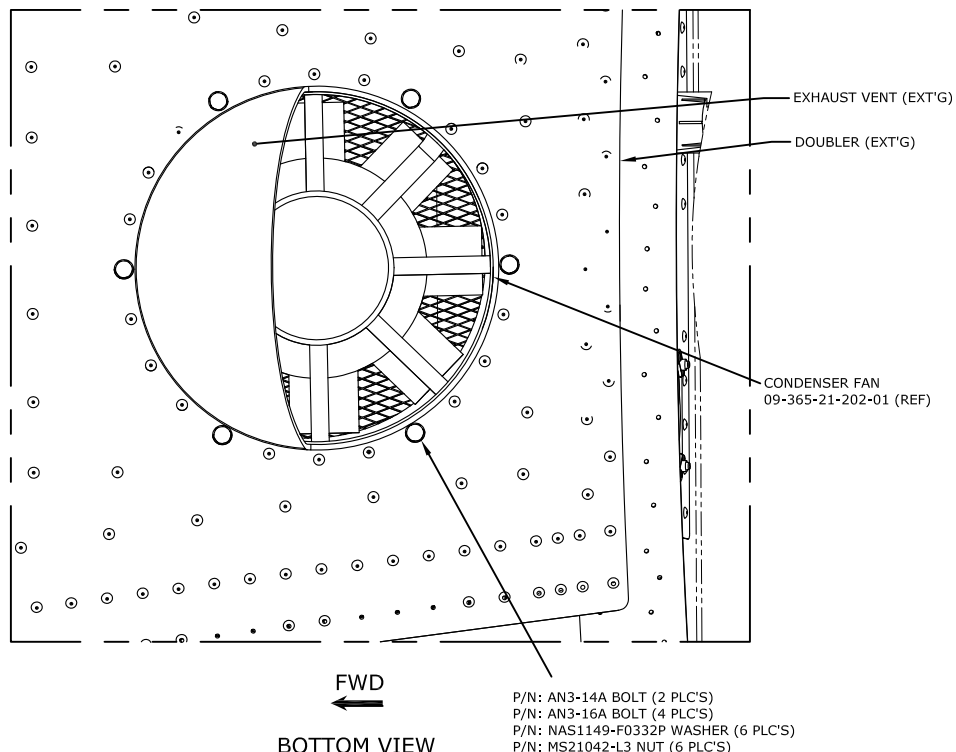 EXHAUST VENT (EXT'G)
DOUBLER (EXT'G)
CONDENSER FAN
09-365-21-202-01 (REF)
FWD
P/N: AN3-14A BOLT (2 PLC'S)
P/N: AN3-16A BOLT (4 PLC'S)
P/N: NAS1149-F0332P WASHER (6 PLC'S)
P/N: MS21042-L3 NUT (6 PLC'S)
BOTTOM VIEW